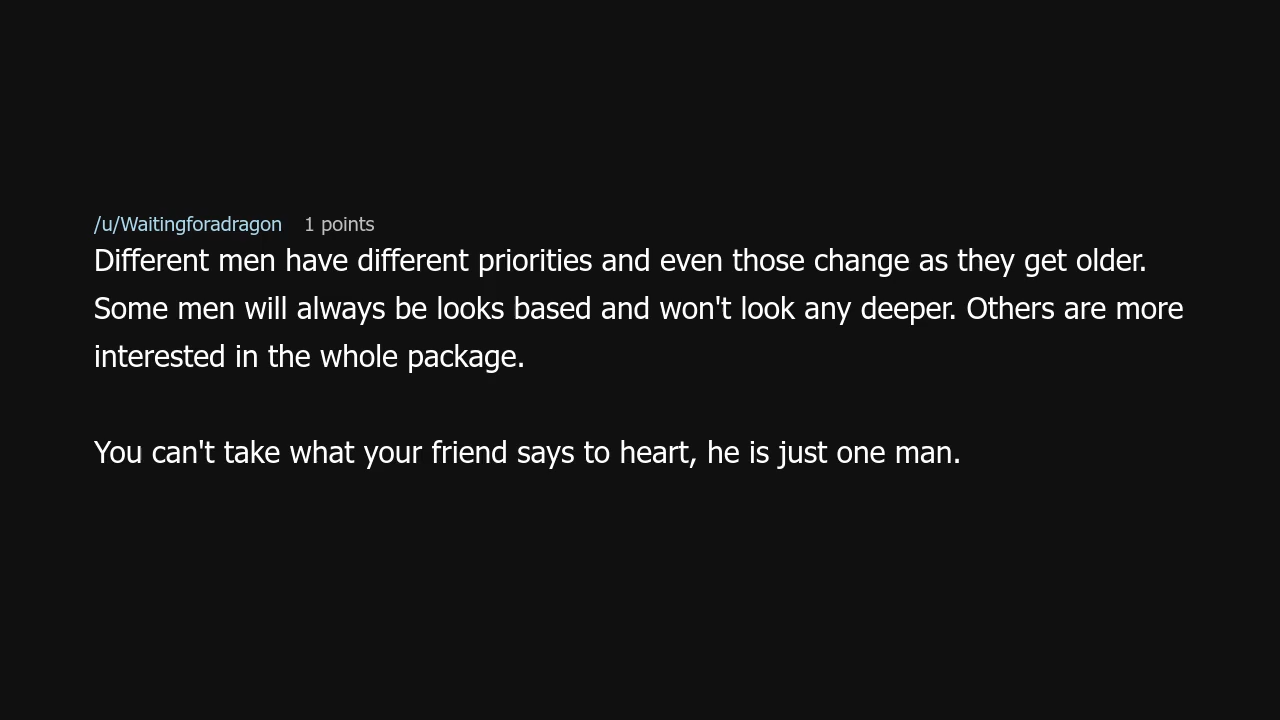 /u/Waitingforadragon 1 points
Different men have different priorities and even those change as they get older.
Some men will always be looks based and won't look any deeper. Others are more
interested in the whole package.
You can't take what your friend says to heart, he is just one man.